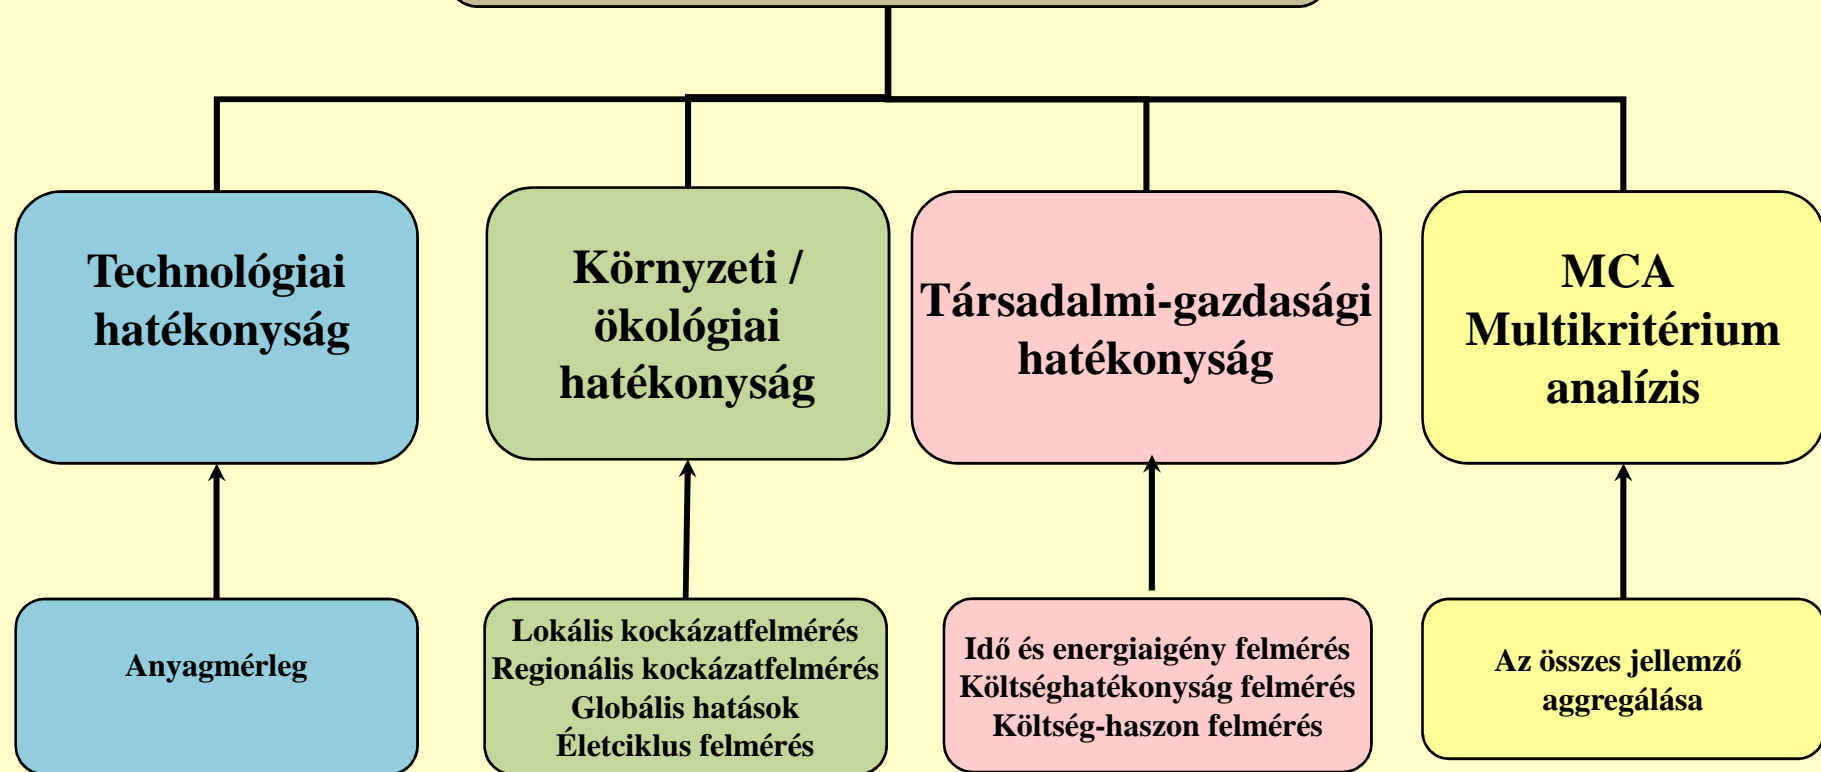 Technológiai
hatékonyság
Környzeti /
ökológiai
hatékonyság
Társadalmi-gazdasági
hatékonyság
MCA
Multikritérium
analízis
Anyagmérleg
Lokális kockázatfelmérés
Regionális kockázatfelmérés
Globális hatások
Életciklus felmérés
Idő és energiaigény felmérés
Költséghatékonyság felmérés
Költség-haszon felmérés
Az összes jellemző
aggregálása